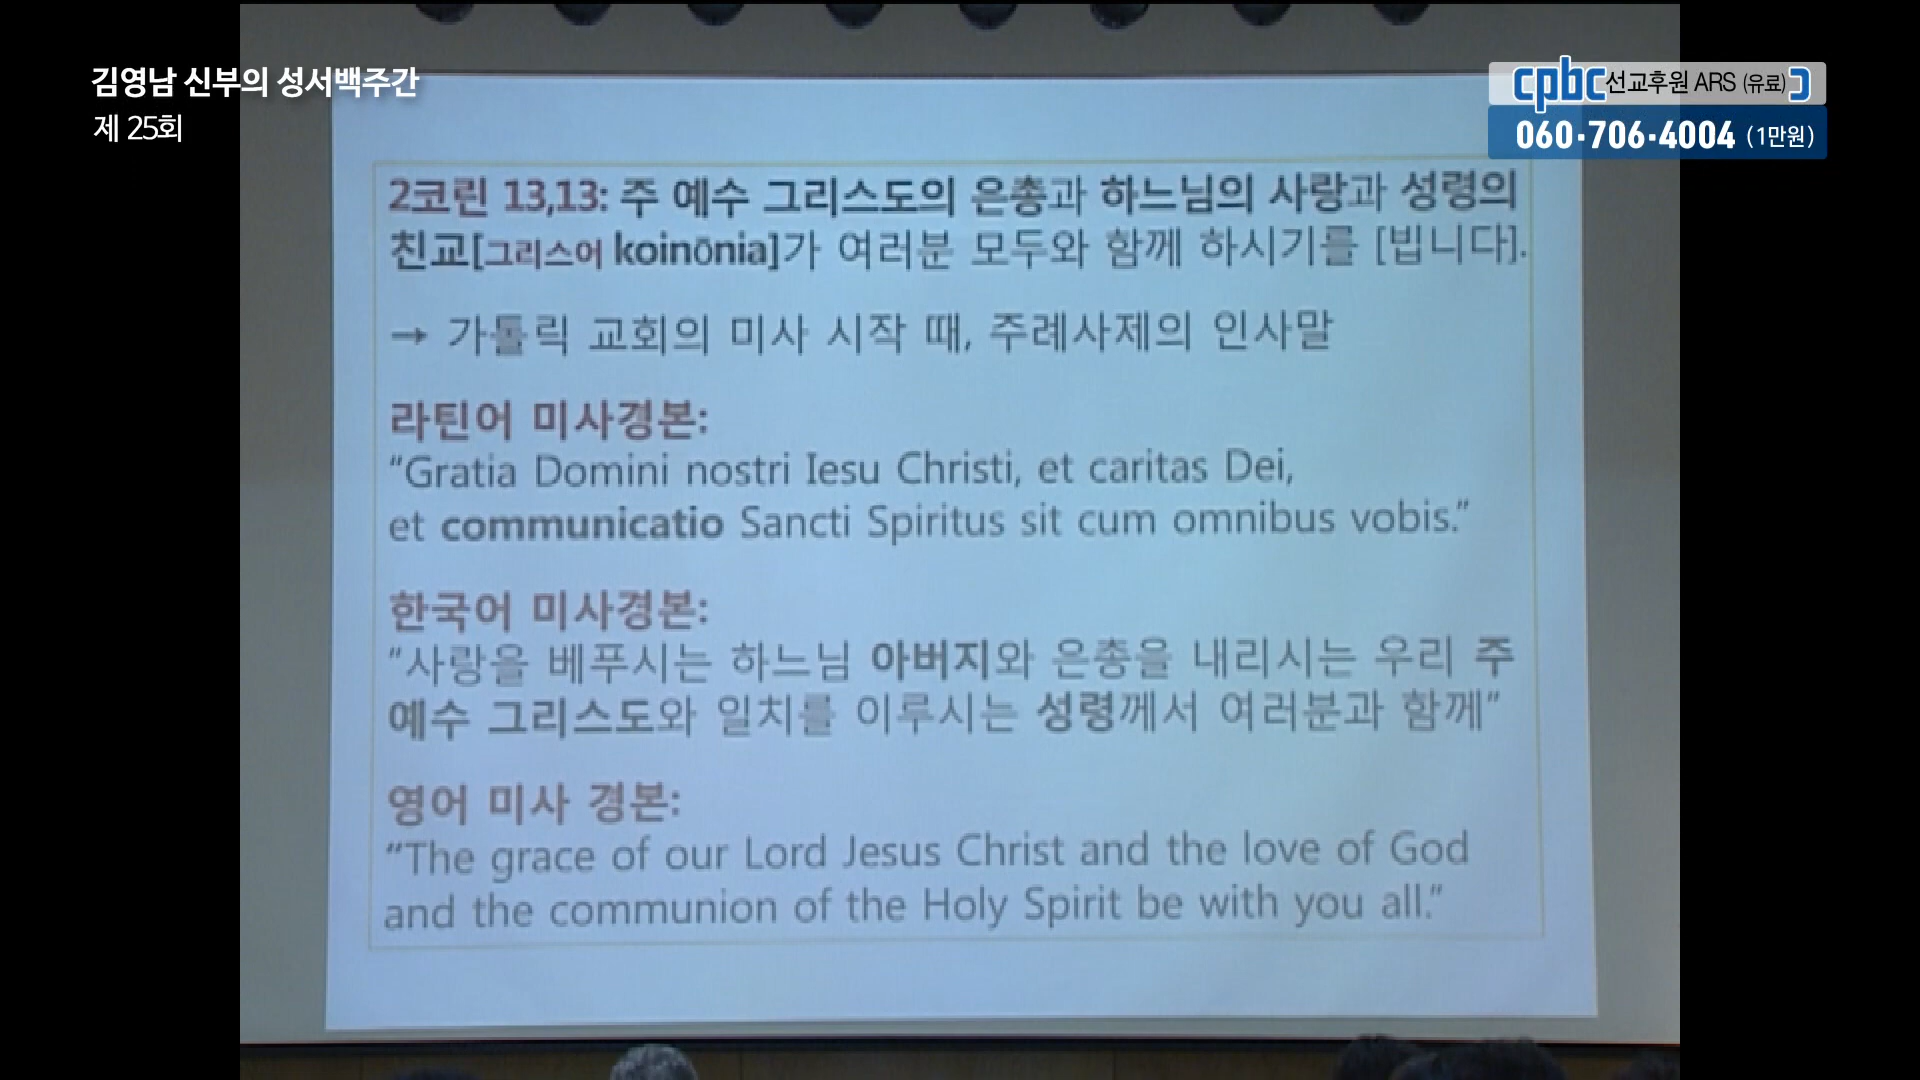 김영남 신부의 성서백주간
제 25회
cpbc 선교후원 ARS (유료)
060·706·4004 (1만원)
2코린 13,13: 주 예수 그리스도의 은총과 하느님의 사랑과 성령의
친교[그리스어 koinōnia]가 여러분 모두와 함께 하시기를 [빕니다].
→ 가톨릭 교회의 미사 시작 때, 주례사제의 인사말
라틴어 미사경본:
“Gratia Domini nostri Iesu Christi, et caritas Dei,
et communicatio Sancti Spiritus sit cum omnibus vobis.”
한국어 미사경본:
“사랑을 베푸시는 하느님 아버지와 은총을 내리시는 우리 주
예수 그리스도와 일치를 이루시는 성령께서 여러분과 함께”
영어 미사 경본:
“The grace of our Lord Jesus Christ and the love of God
and the communion of the Holy Spirit be with you all.”